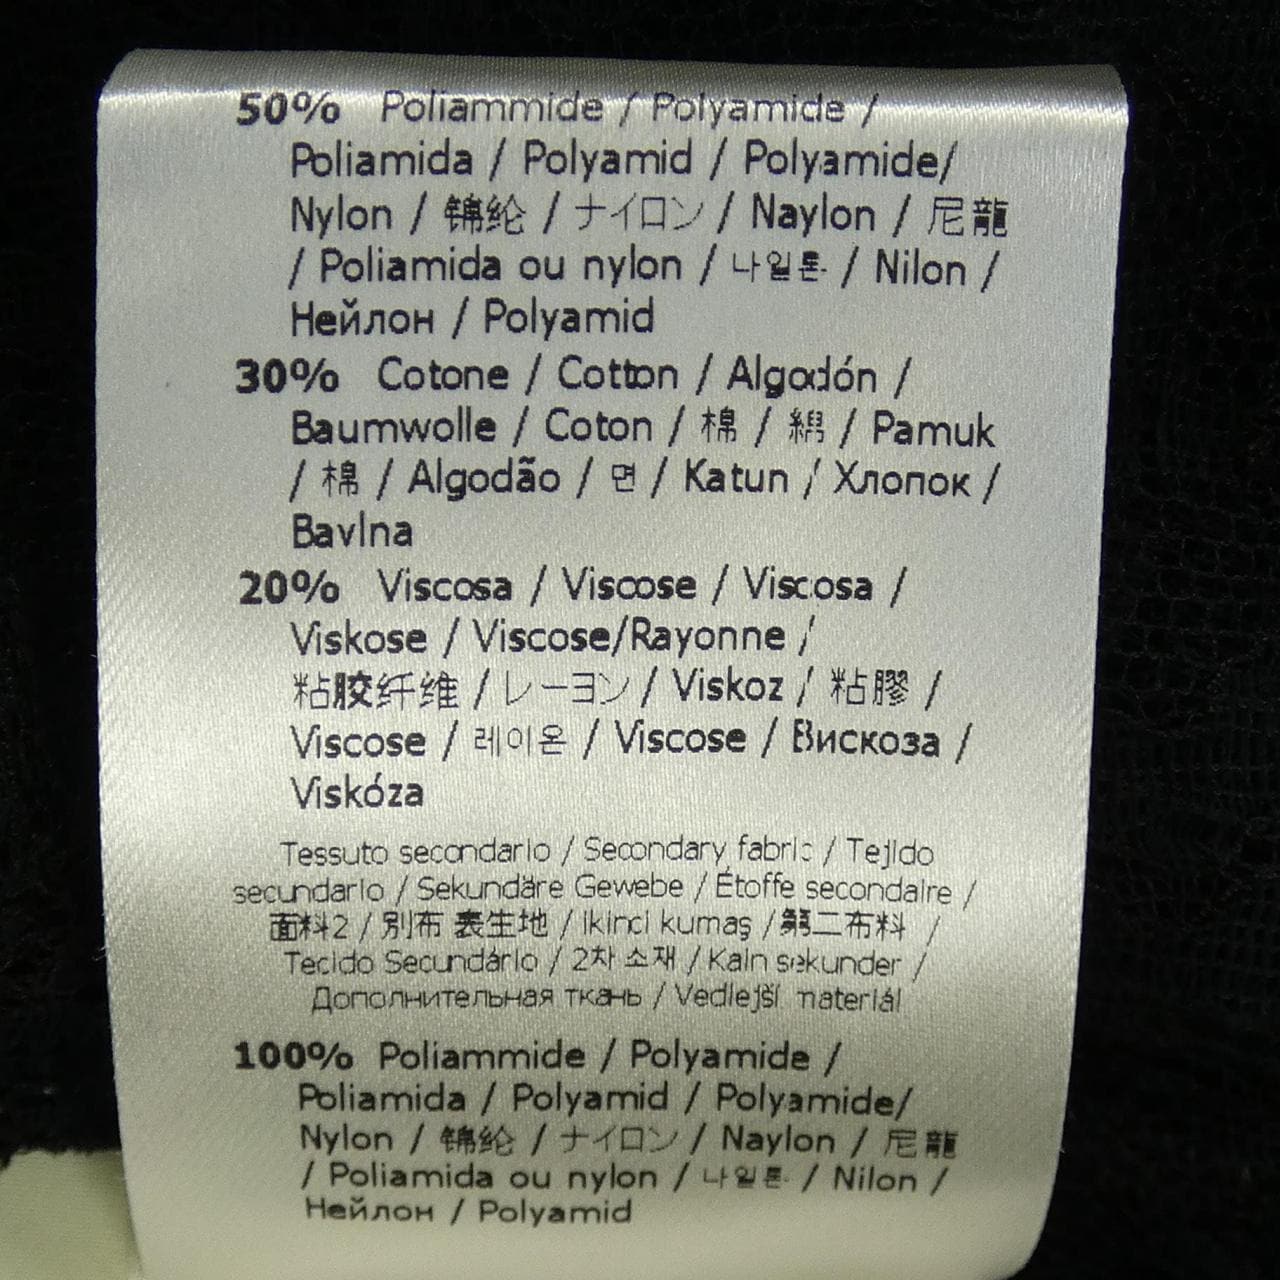 50% Poliammide / Polyamide /
Poliamida / Polyamid / Polyamide/
Nylon / 锦纶 / ナイロン / Naylon / 尼龍
/ Poliamida ou nylon / 나일론 / Nilon /
Нейлон / Polyamid
30% Cotone / Cotton / Algodón /
Baumwolle / Coton / 棉 / 綿 / Pamuk
/ 棉 / Algodão / 면 / Katun / Хлопок /
Bavlna
20% Viscosa / Viscose / Viscosa /
Viskose / Viscose/Rayonne /
粘胶纤维 / レーヨン / Viskoz / 粘膠 /
Viscose / 레이온 / Viscose / Вискоза /
Viskóza
Tessuto secondario / Secondary fabric / Tejido
secundario / Sekundäre Gewebe / Étoffe secondaire /
面料2 / 別布 表生地 / Ikinci kumaş / 第二布料 /
Tecido Secundário / 2차 소재 / Kain sekunder /
Дополнительная ткань / Vedlejší materiál
100% Poliammide / Polyamide /
Poliamida / Polyamid / Polyamide/
Nylon / 锦纶 / ナイロン / Naylon / 尼龍
/ Poliamida ou nylon / 나일론 / Nilon /
Нейлон / Polyamid